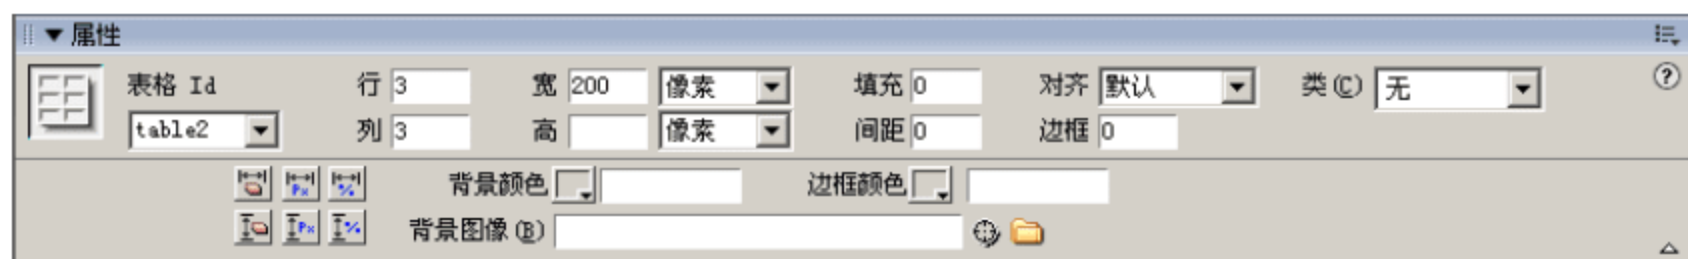 属性
表格 Id 行 3 宽 200 像素 填充 0 对齐 默认 类(C) 无
table2 列 3 高 像素 间距 0 边框 0
Px % 背景颜色 边框颜色
Px % 背景图像(B)